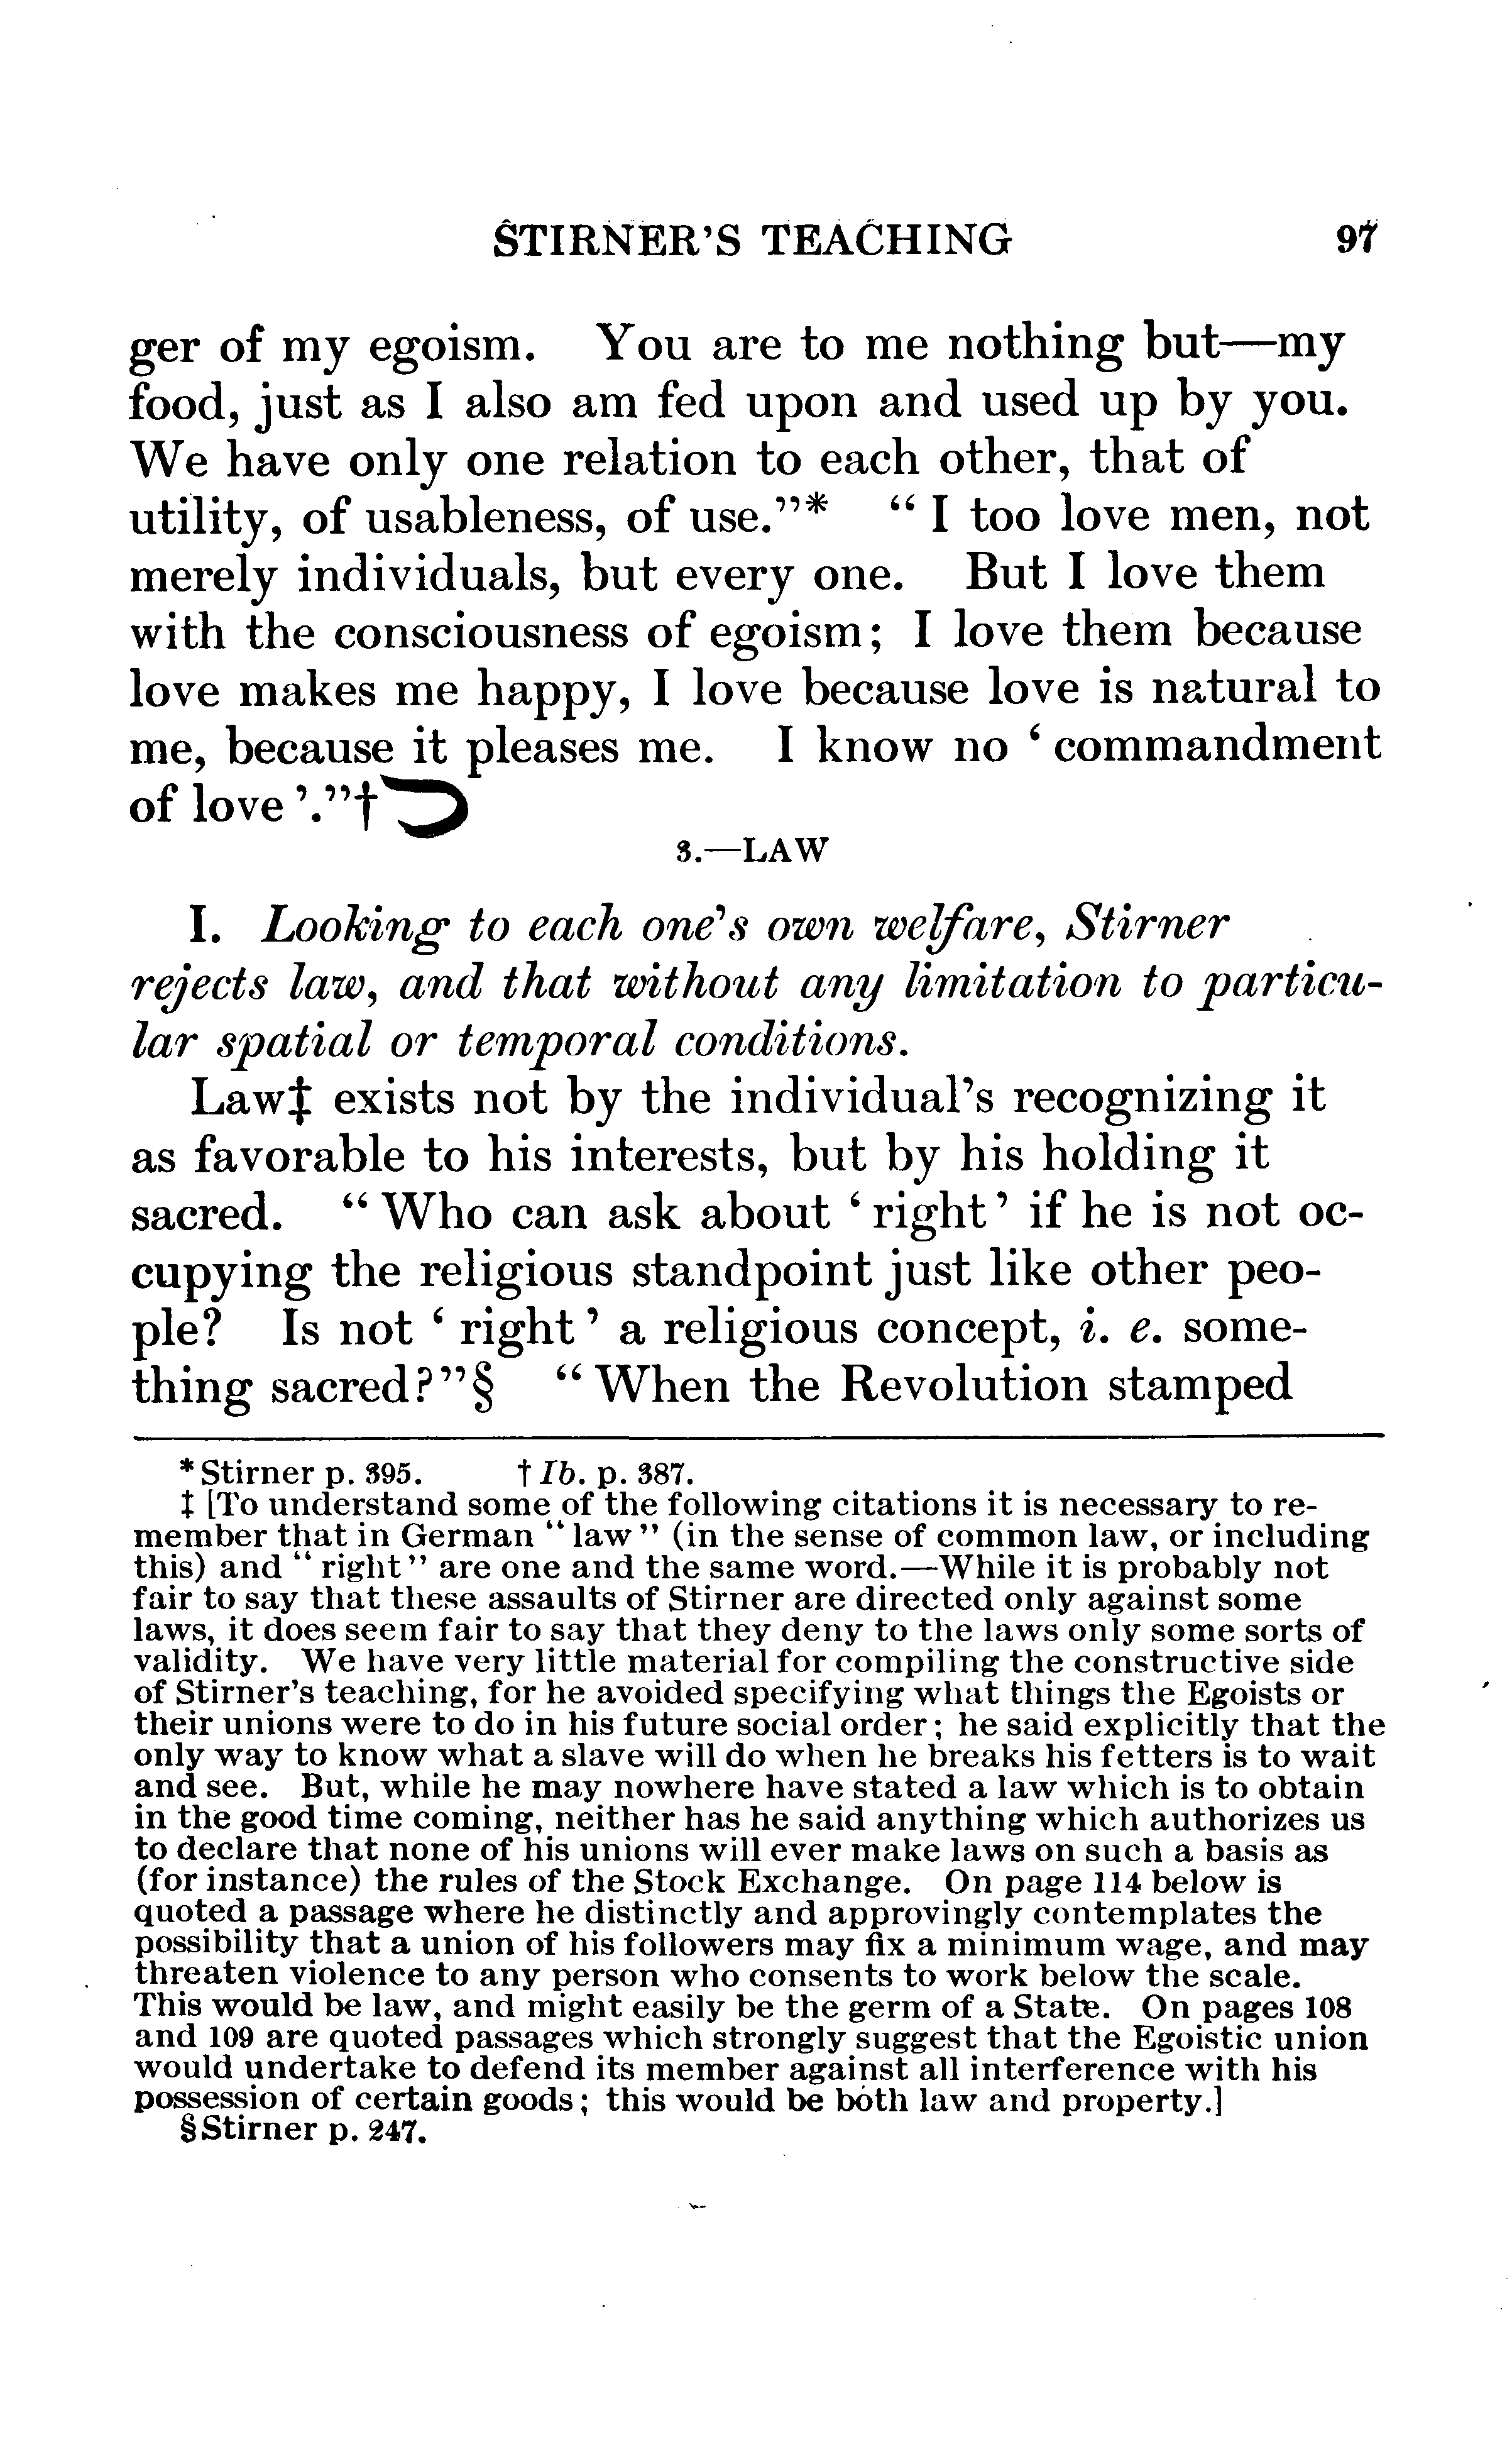 STIRNER'S TEACHING 97
ger of my egoism. You are to me nothing but—my
food, just as I also am fed upon and used up by you.
We have only one relation to each other, that of
utility, of usableness, of use."* " I too love men, not
merely individuals, but every one. But I love them
with the consciousness of egoism; I love them because
love makes me happy, I love because love is natural to
me, because it pleases me. I know no ' commandment
of love '."†
3.—LAW
I. Looking to each one's own welfare, Stirner
rejects law, and that without any limitation to particu-
lar spatial or temporal conditions.
Law‡ exists not by the individual's recognizing it
as favorable to his interests, but by his holding it
sacred. " Who can ask about ' right ' if he is not oc-
cupying the religious standpoint just like other peo-
ple? Is not ' right ' a religious concept, i. e. some-
thing sacred?"§ " When the Revolution stamped
* Stirner p. 395. † Ib. p. 387.
‡ [To understand some of the following citations it is necessary to re-
member that in German " law " (in the sense of common law, or including
this) and " right " are one and the same word.—While it is probably not
fair to say that these assaults of Stirner are directed only against some
laws, it does seem fair to say that they deny to the laws only some sorts of
validity. We have very little material for compiling the constructive side
of Stirner's teaching, for he avoided specifying what things the Egoists or
their unions were to do in his future social order; he said explicitly that the
only way to know what a slave will do when he breaks his fetters is to wait
and see. But, while he may nowhere have stated a law which is to obtain
in the good time coming, neither has he said anything which authorizes us
to declare that none of his unions will ever make laws on such a basis as
(for instance) the rules of the Stock Exchange. On page 114 below is
quoted a passage where he distinctly and approvingly contemplates the
possibility that a union of his followers may fix a minimum wage, and may
threaten violence to any person who consents to work below the scale.
This would be law, and might easily be the germ of a State. On pages 108
and 109 are quoted passages which strongly suggest that the Egoistic union
would undertake to defend its member against all interference with his
possession of certain goods; this would be both law and property.]
§ Stirner p. 247.